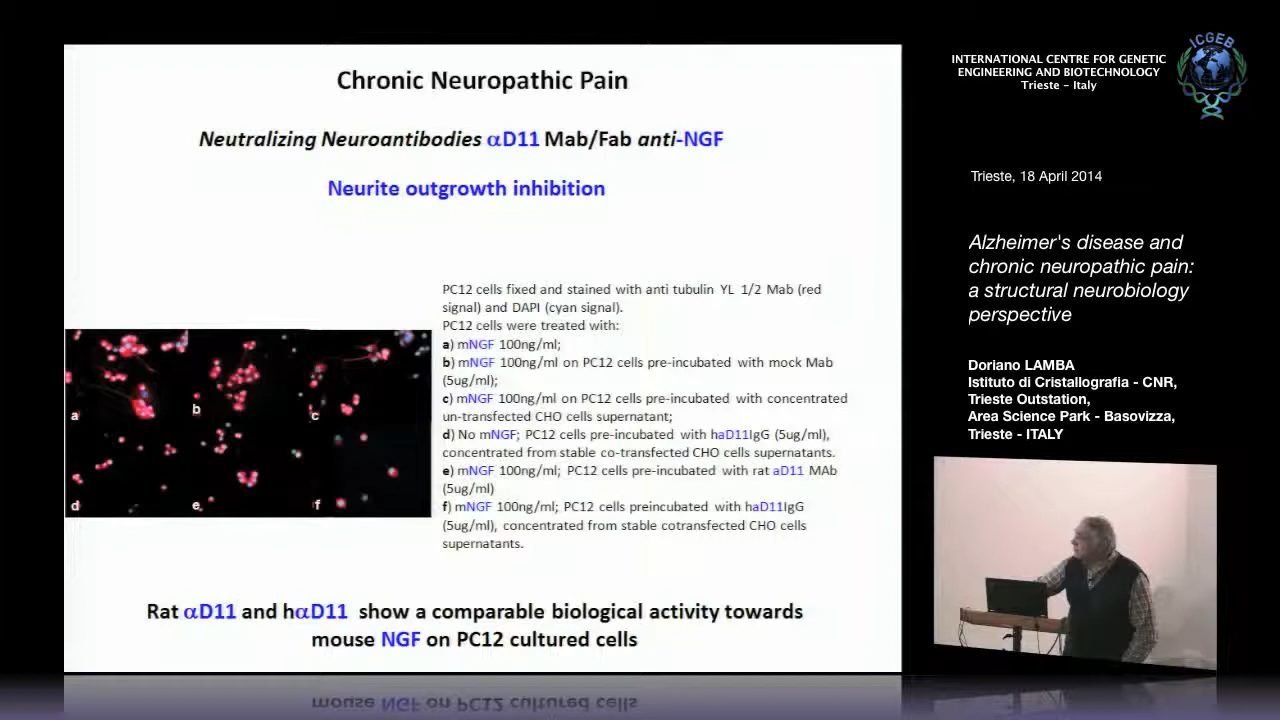 Chronic Neuropathic Pain
Neutralizing Neuroantibodies αD11 Mab/Fab anti-NGF
Neurite outgrowth inhibition
PC12 cells fixed and stained with anti tubulin YL 1/2 Mab (red
signal) and DAPI (cyan signal).
PC12 cells were treated with:
a) mNGF 100ng/ml;
b) mNGF 100ng/ml on PC12 cells pre-incubated with mock Mab
(5ug/ml);
c) mNGF 100ng/ml on PC12 cells pre-incubated with concentrated
un-transfected CHO cells supernatant;
d) No mNGF; PC12 cells pre-incubated with haD11IgG (5ug/ml),
concentrated from stable co-transfected CHO cells supernatants.
e) mNGF 100ng/ml; PC12 cells pre-incubated with rat aD11 MAb
(5ug/ml)
f) mNGF 100ng/ml; PC12 cells preincubated with haD11IgG
(5ug/ml), concentrated from stable cotransfected CHO cells
supernatants.
a b c
d e f
Rat αD11 and hαD11 show a comparable biological activity towards
mouse NGF on PC12 cultured cells
mouse NGF on PC12 cultured cells
INTERNATIONAL CENTRE FOR GENETIC
ENGINEERING AND BIOTECHNOLOGY
Trieste - Italy
ICGEB
Trieste, 18 April 2014
Alzheimer's disease and
chronic neuropathic pain:
a structural neurobiology
perspective
Doriano LAMBA
Istituto di Cristallografia - CNR,
Trieste Outstation,
Area Science Park - Basovizza,
Trieste - ITALY